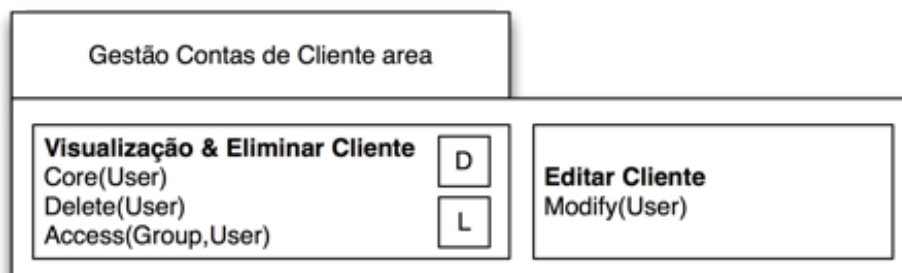 Gestão Contas de Cliente area
Visualização & Eliminar Cliente
D
Core(User)
Delete(User)
L
Access(Group,User)
Editar Cliente
Modify(User)